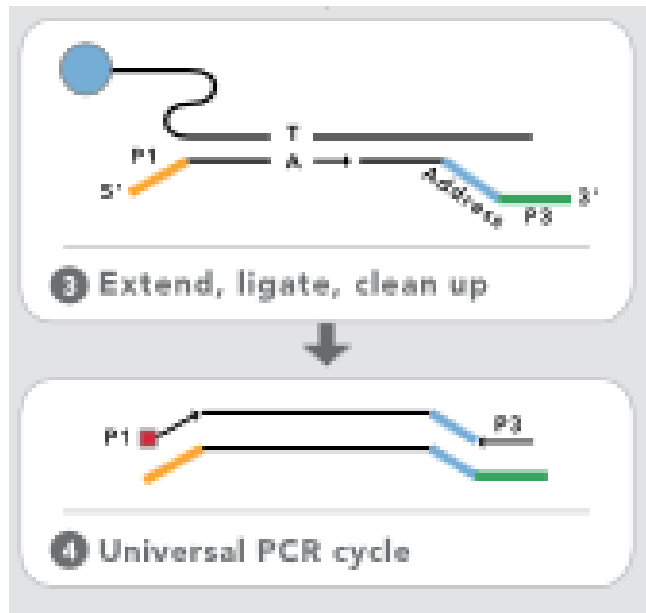 T
P1
A
5'
Address
P3
3'
3 Extend, ligate, clean up
P1
P3
4 Universal PCR cycle